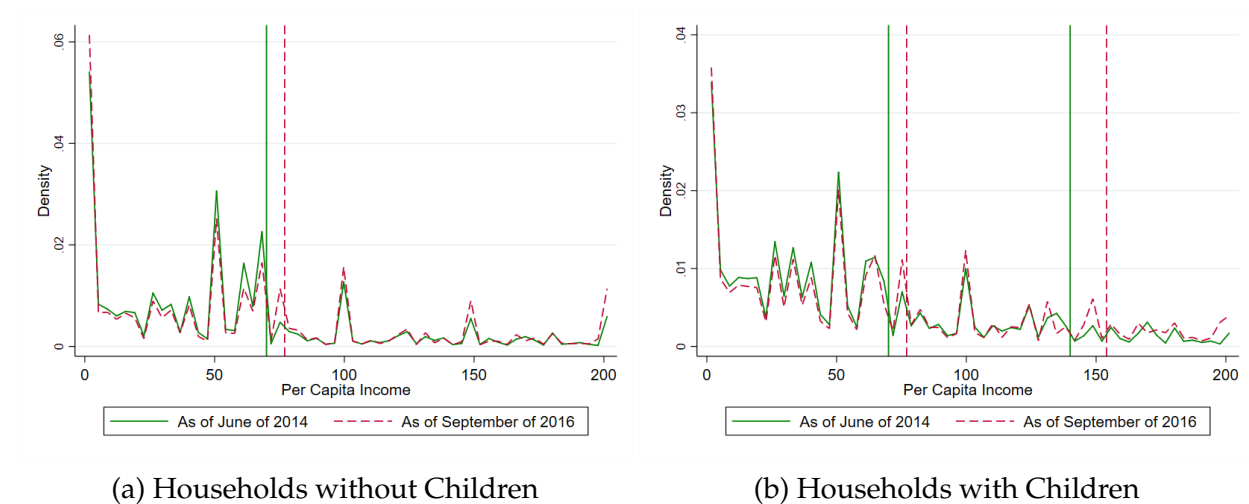 .06
.04
.02
0
Density
0 50 100 150 200
Per Capita Income
As of June of 2014 As of September of 2016
(a) Households without Children
.04
.03
.02
.01
0
Density
0 50 100 150 200
Per Capita Income
As of June of 2014 As of September of 2016
(b) Households with Children